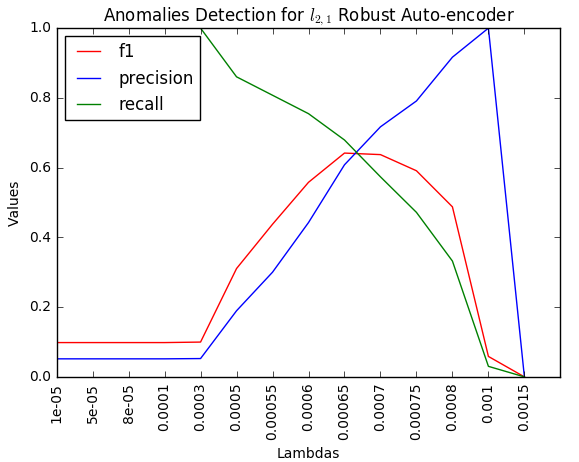 Anomalies Detection for l2,1 Robust Auto-encoder
1.0
0.8
0.6
0.4
0.2
0.0
Values
f1
precision
recall
1e-05
5e-05
8e-05
0.0001
0.0003
0.0005
0.00055
0.0006
0.00065
0.0007
0.00075
0.0008
0.001
0.0015
Lambdas